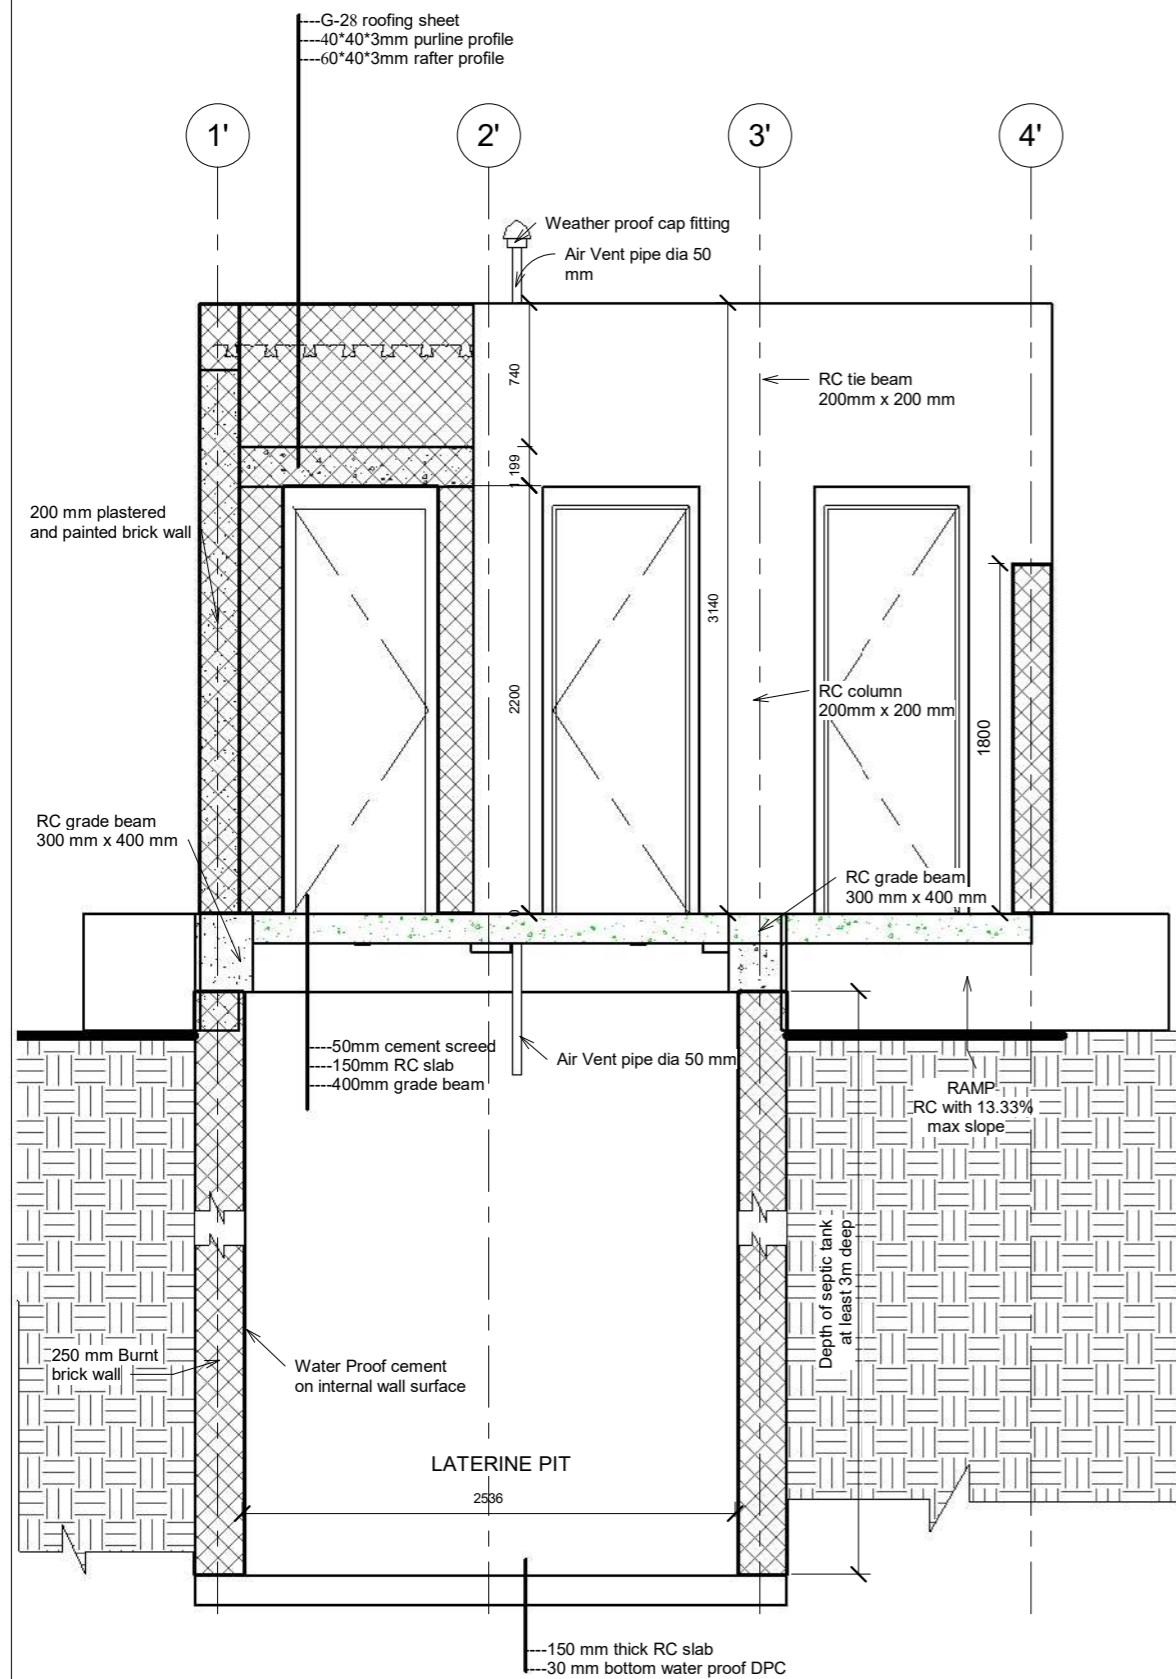 ----G-28 roofing sheet
----40*40*3mm purline profile
----60*40*3mm rafter profile
1'
2'
3'
4'
Weather proof cap fitting
Air Vent pipe dia 50
mm
740
RC tie beam
200mm x 200 mm
1199
200 mm plastered
and painted brick wall
3140
2200
RC column
200mm x 200 mm
1800
RC grade beam
300 mm x 400 mm
RC grade beam
300 mm x 400 mm
0
----50mm cement screed
----150mm RC slab
----400mm grade beam
Air Vent pipe dia 50 mm
RAMP
RC with 13.33%
max slope
Depth of septic tank
at least 3m deep
250 mm Burnt
brick wall
Water Proof cement
on internal wall surface
LATERINE PIT
2536
----150 mm thick RC slab
----30 mm bottom water proof DPC